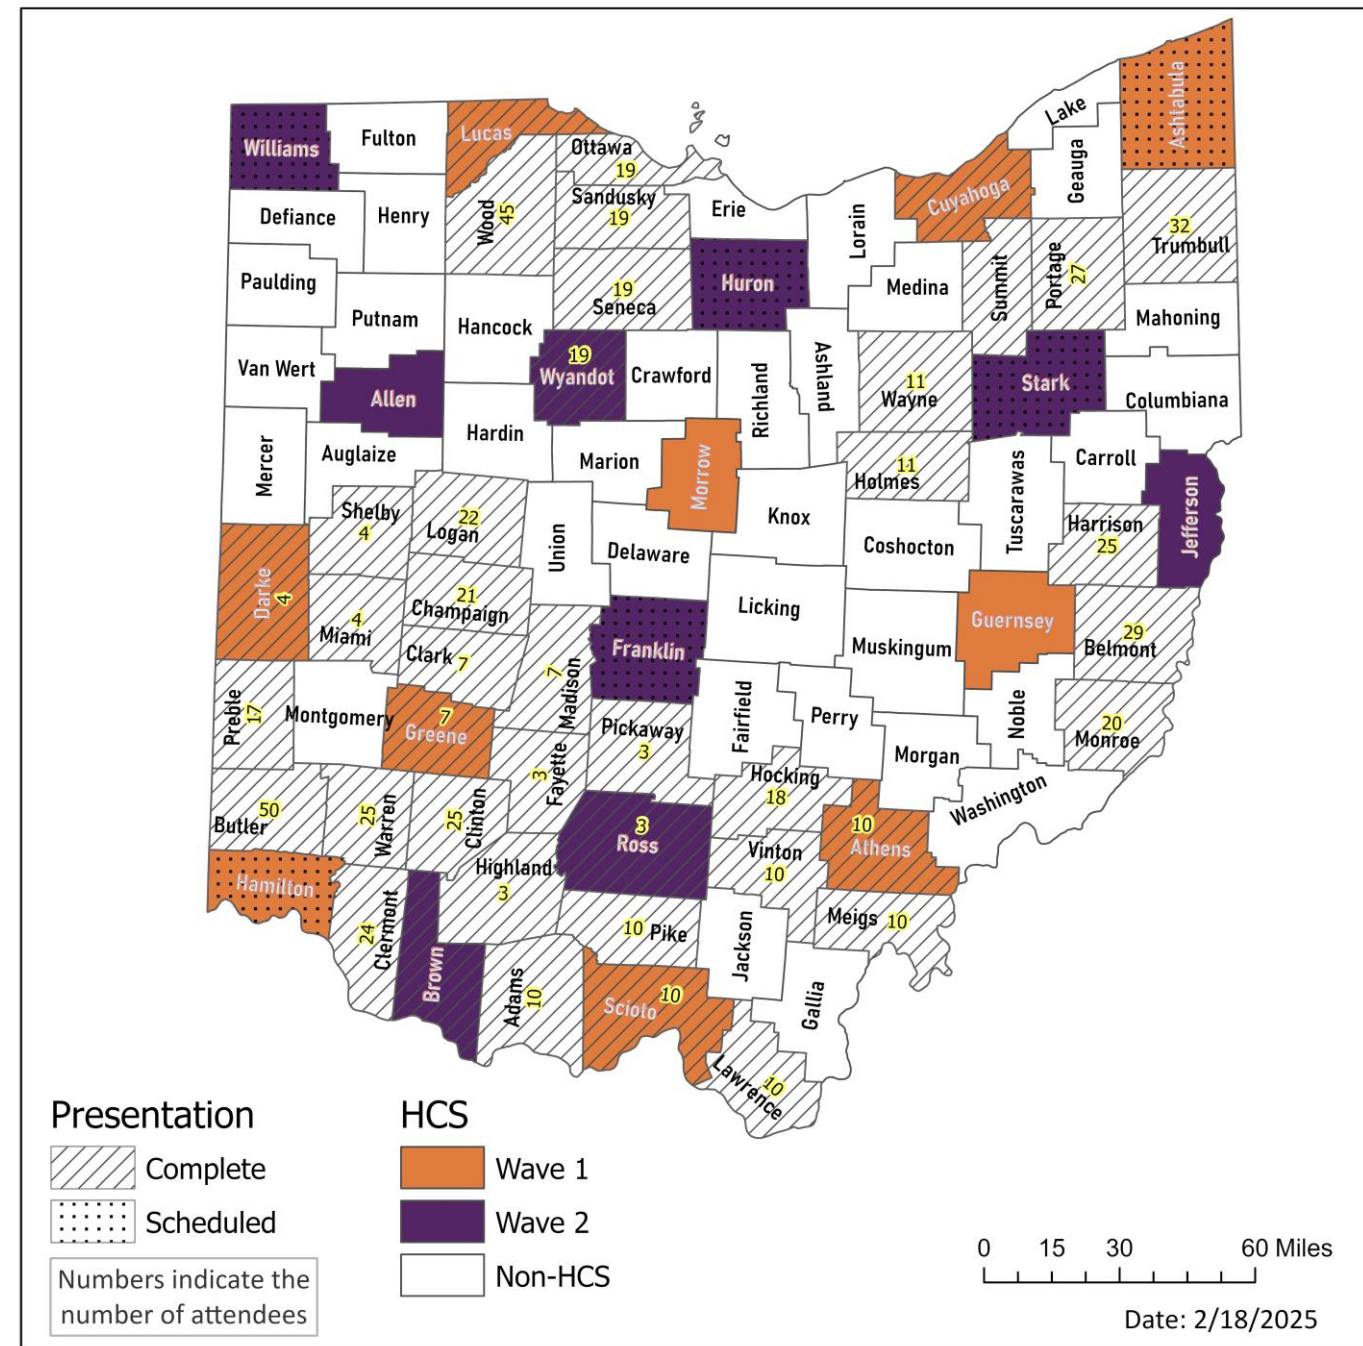 Ashtabula
Lake
Williams
Fulton
Lucas
Ottawa
19
Geauga
Cuyahoga
Defiance
Henry
Wood
45
Sandusky
19
Erie
Lorain
32
Trumbull
Paulding
Huron
Medina
Summit
Portage
27
19
Seneca
Putnam
Hancock
Mahoning
Van Wert
Allen
19
Wyandot
Crawford
Richland
Ashland
11
Wayne
Stark
Columbiana
Mercer
Auglaize
Hardin
Marion
Morrow
11
Holmes
Tuscarawas
Carroll
Jefferson
Shelby
4
22
Logan
Union
Delaware
Knox
Coshocton
Harrison
25
Darke
4
4
Miami
21
Champaign
Licking
Guernsey
Muskingum
29
Belmont
Clark 7
7
Madison
Franklin
Preble
17
Montgomery
7
Greene
Pickaway
3
Fairfield
Perry
Morgan
Noble
20
Monroe
Fayette
3
Hocking
18
Washington
50
Butler
25
Warren
25
Clinton
3
Ross
10
Athens
Vinton
10
Highland
3
Hamilton
24
Clermont
Brown
10 Pike
Jackson
Meigs 10
Adams
10
Scioto
10
Gallia
Lawrence
10
Presentation
Complete
Scheduled
Numbers indicate the
number of attendees
HCS
Wave 1
Wave 2
Non-HCS
0 15 30 60 Miles
Date: 2/18/2025